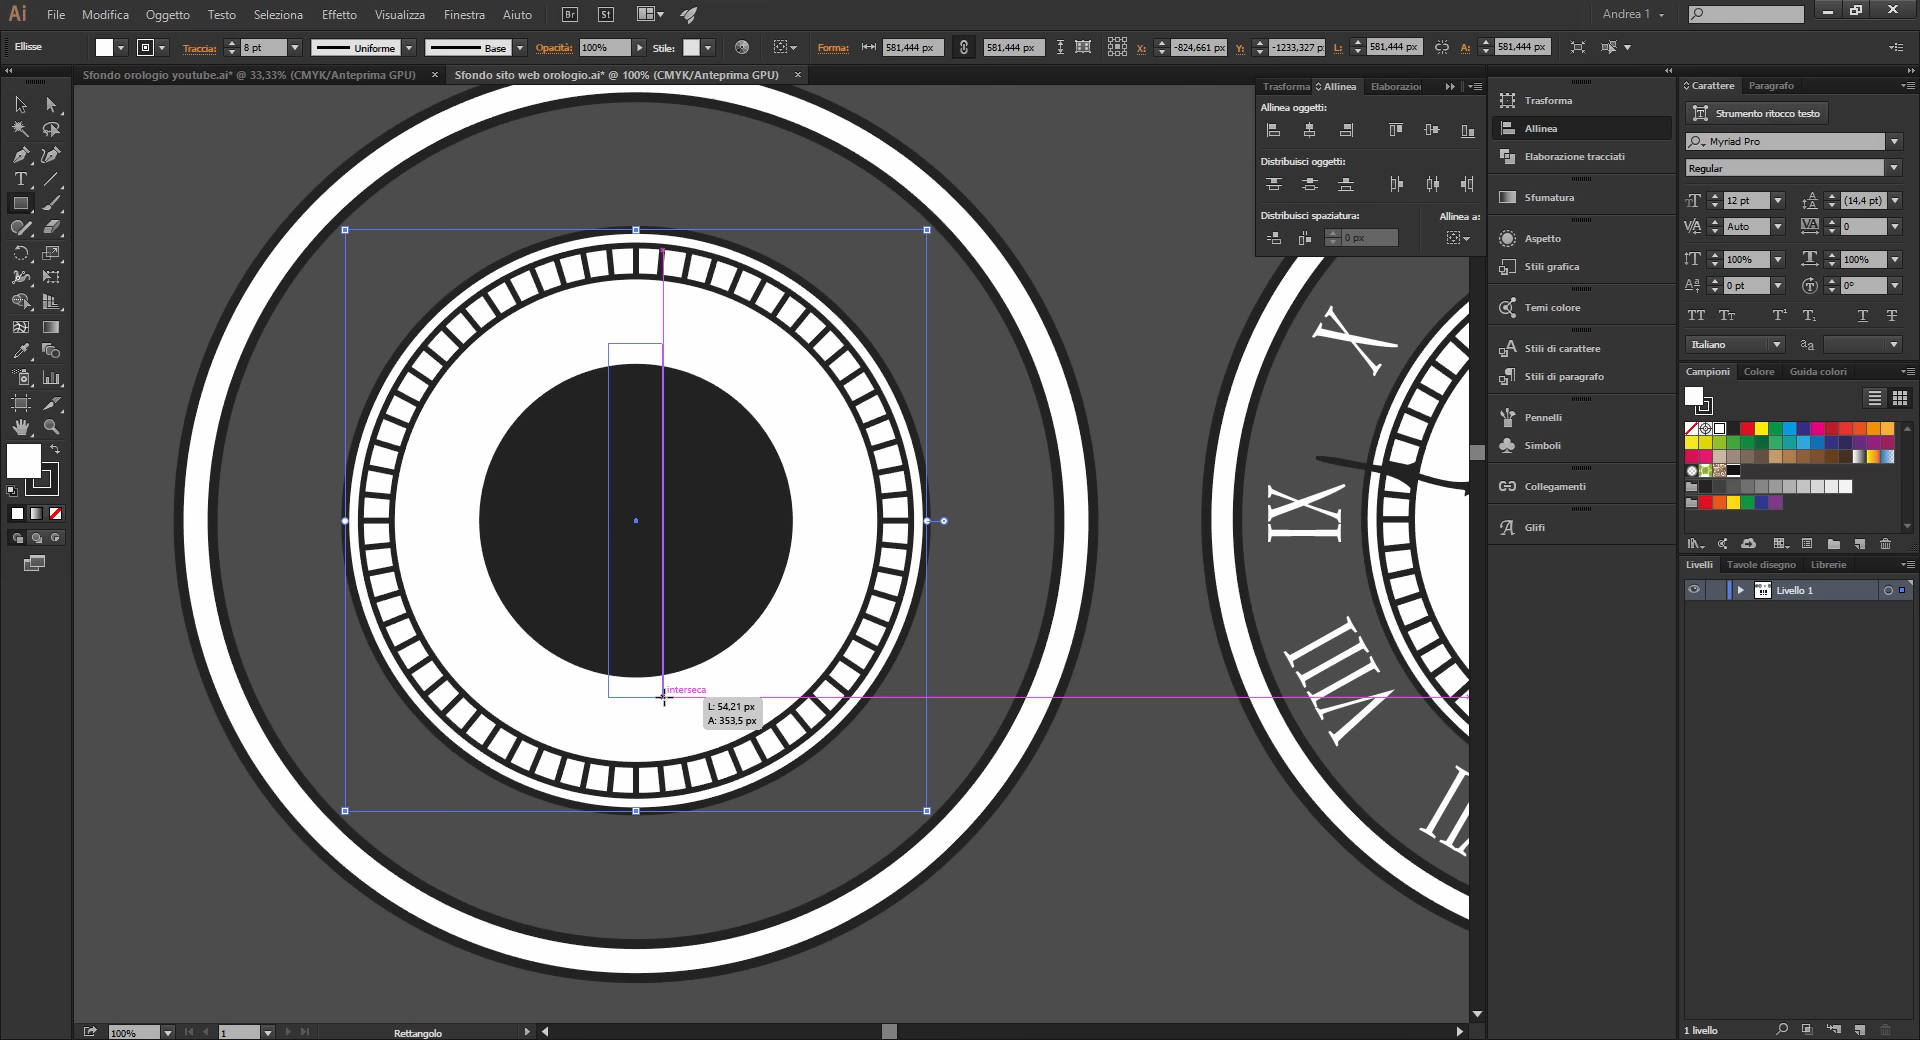 Ai File Modifica Oggetto Testo Seleziona Effetto Visualizza Finestra Aiuto Br St Andrea 1
Ellisse Traccia: 8 pt Uniforme Base Opacità: 100% Stile: Forma: 581,444 px 581,444 px X: -824,661 px Y: -1233,327 p L: 581,444 px A: 581,444 px
Sfondo orologio youtube.ai* @ 33,33% (CMYK/Anteprima GPU) × Sfondo sito web orologio.ai* @ 100% (CMYK/Anteprima GPU) ×
Trasforma Allinea Elaborazion
Allinea oggetti:
Distribuisci oggetti:
Distribuisci spaziatura: Allinea a:
0 px
Trasforma
Allinea
Elaborazione tracciati
Sfumatura
Aspetto
Stili grafica
Temi colore
Stili di carattere
Stili di paragrafo
Pennelli
Simboli
Collegamenti
Glifi
Carattere Paragrafo
Strumento ritocco testo
Myriad Pro
Regular
12 pt (14,4 pt)
Auto 0
100% 100%
0 pt 0°
Italiano
Campioni Colore Guida colori
Livelli Tavole disegno Librerie
Livello 1
1 livello
X
IX
VIII
interseca
L: 54,21 px
A: 353,5 px
100% 1 Rettangolo